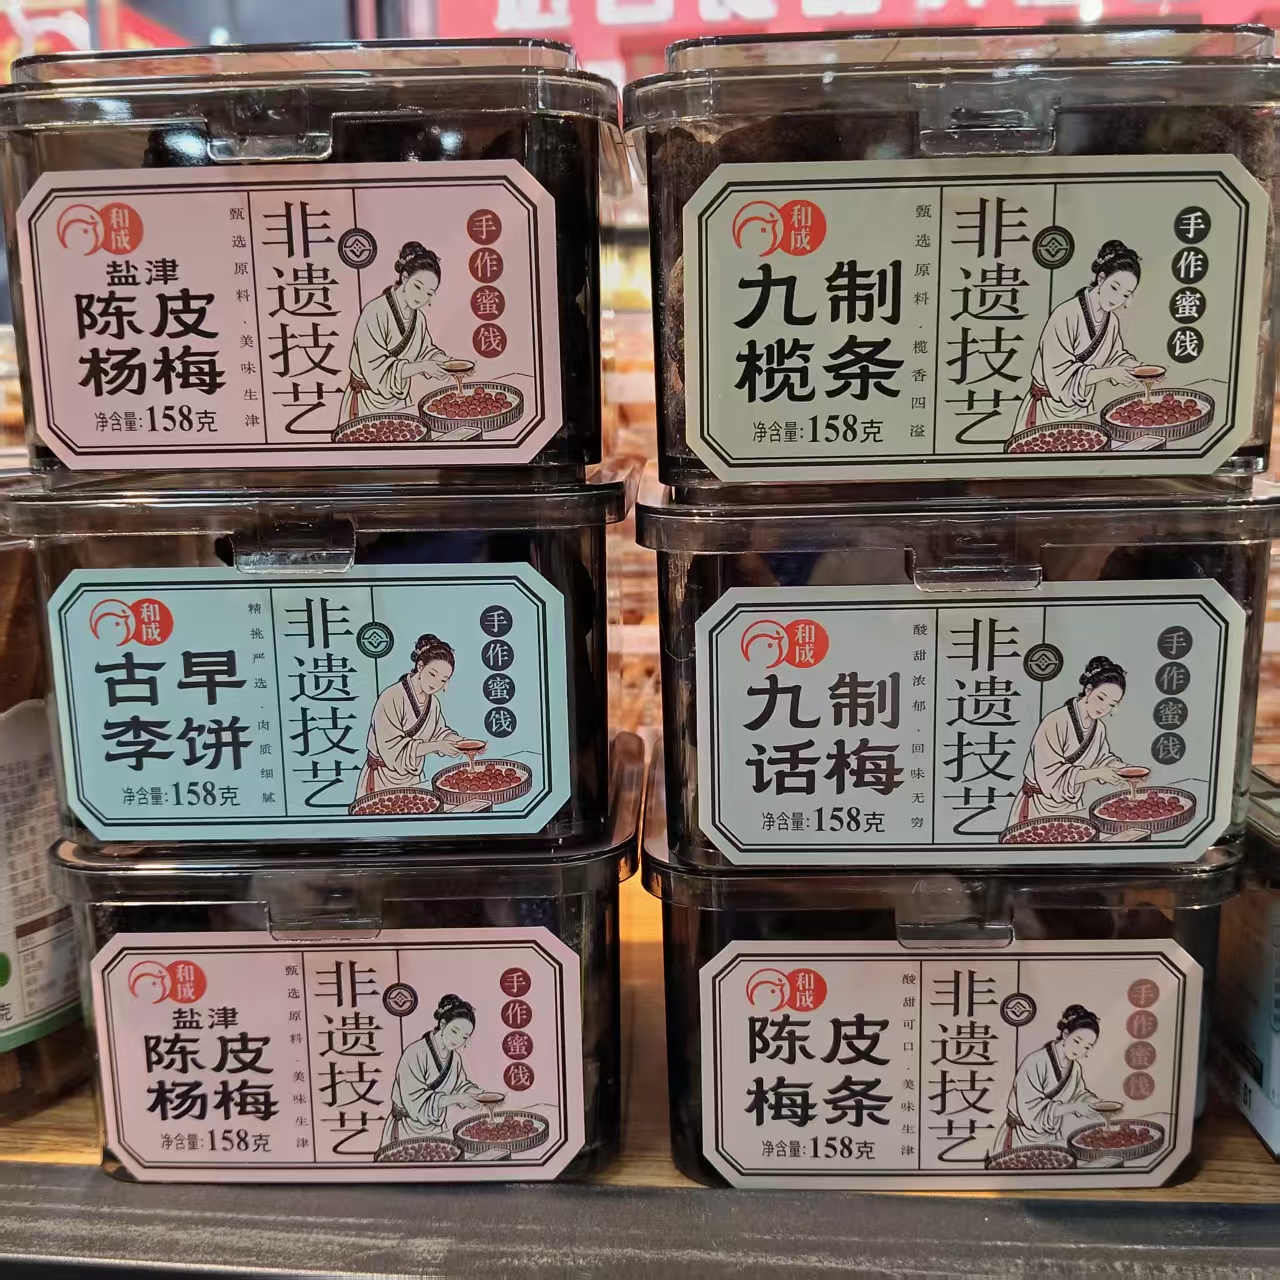 和成
盐津
陈皮
杨梅
净含量:158克
甄选原料·美味生津
非遗技艺
手作蜜饯
和成
九制
榄条
净含量:158克
甄选原料·榄香四溢
非遗技艺
手作蜜饯
和成
古早
李饼
净含量:158克
精挑严选·肉质细腻
非遗技艺
手作蜜饯
和成
九制
话梅
净含量:158克
酸甜浓郁·回味无穷
非遗技艺
手作蜜饯
和成
盐津
陈皮
杨梅
净含量:158克
甄选原料·美味生津
非遗技艺
手作蜜饯
和成
陈皮
梅条
净含量:158克
酸甜可口·美味生津
非遗技艺
手作蜜饯